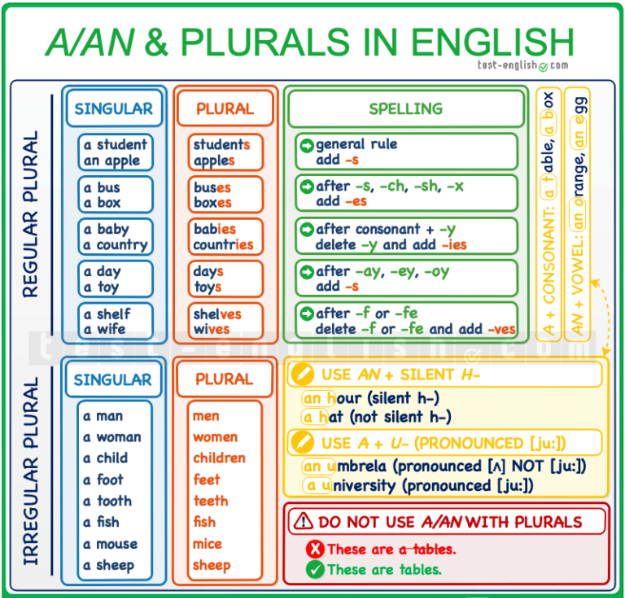 A/AN & PLURALS IN ENGLISH
test-english.com
REGULAR PLURAL
SINGULAR
a student
an apple
a bus
a box
a baby
a country
a day
a toy
a shelf
a wife
PLURAL
students
apples
buses
boxes
babies
countries
days
toys
shelves
wives
SPELLING
general rule
add -s
after -s, -ch, -sh, -x
add -es
after consonant + -y
delete -y and add -ies
after -ay, -ey, -oy
add -s
after -f or -fe
delete -f or -fe and add -ves
A + CONSONANT: a table, a box
AN + VOWEL: an orange, an egg
test-english.com
IRREGULAR PLURAL
SINGULAR
a man
a woman
a child
a foot
a tooth
a fish
a mouse
a sheep
PLURAL
men
women
children
feet
teeth
fish
mice
sheep
USE AN + SILENT H-
an hour (silent h-)
a hat (not silent h-)
USE A + U- (PRONOUNCED [ju:])
an umbrela (pronounced [ʌ] NOT [ju:])
a university (pronounced [ju:])
DO NOT USE A/AN WITH PLURALS
These are a tables.
These are tables.